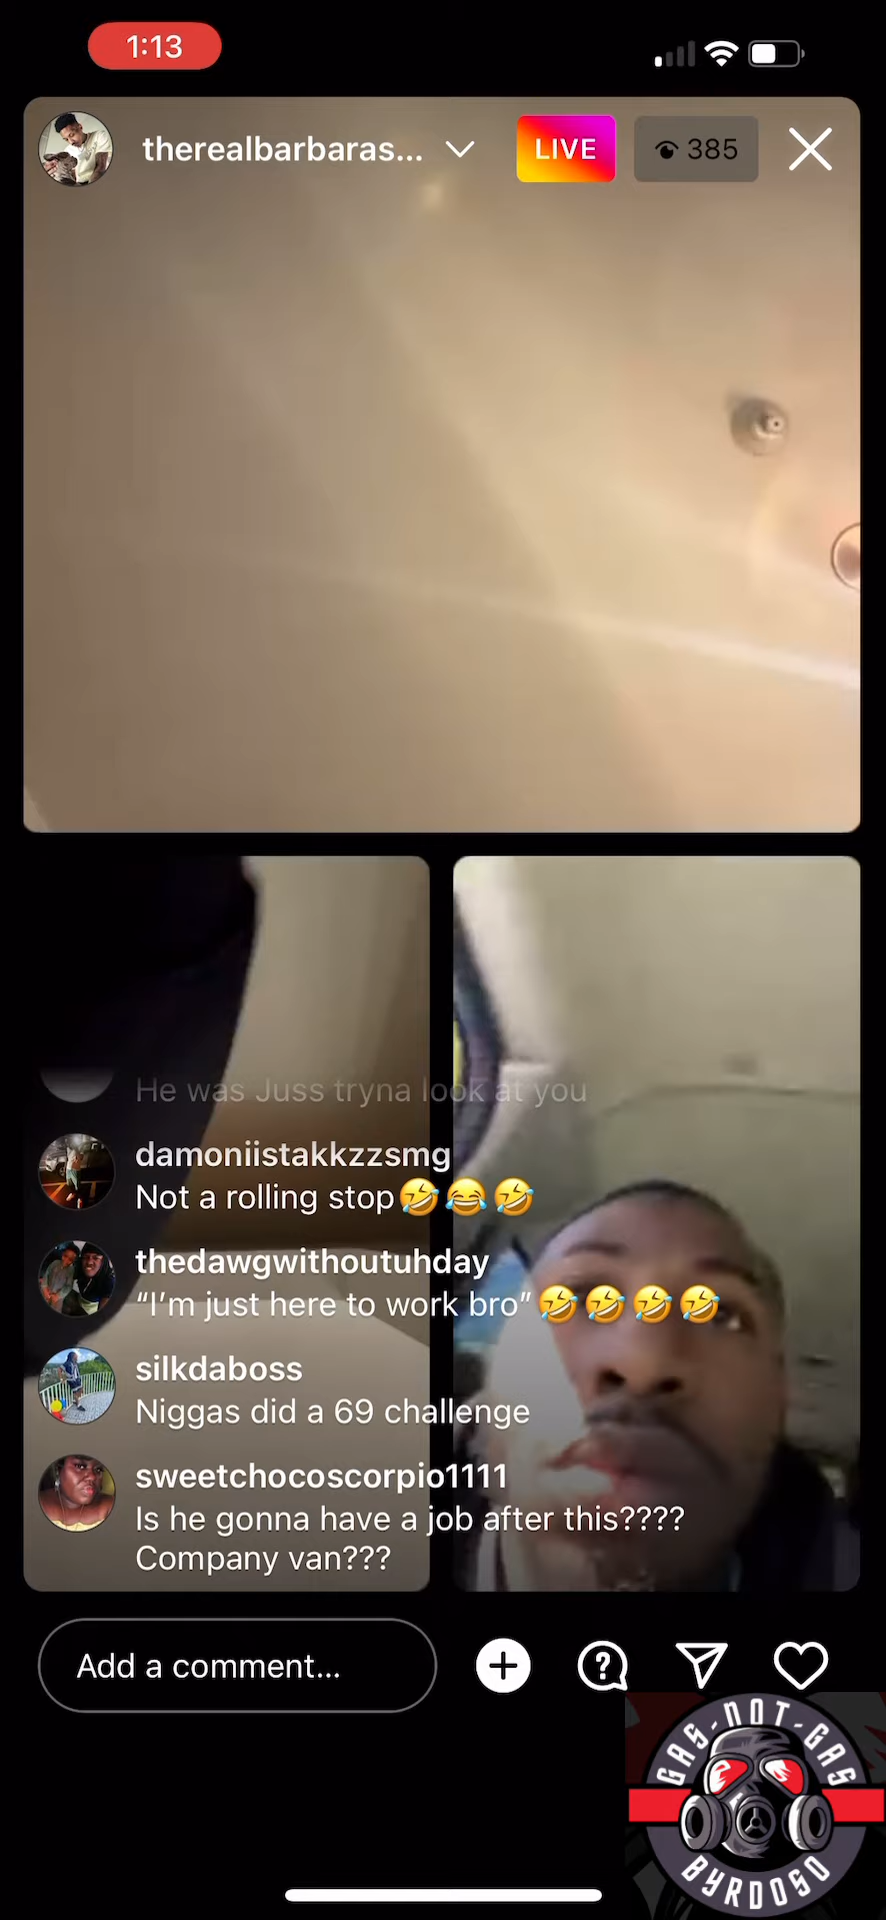 1:13
therealbarbaras...
LIVE
385
He was Juss tryna look at you
damoniistakkzzsmg
Not a rolling stop🤣😂🤣
thedawgwithoutuhday
“I’m just here to work bro”🤣🤣🤣🤣
silkdaboss
Niggas did a 69 challenge
sweetchocoscorpio1111
Is he gonna have a job after this????
Company van???
Add a comment...
GAS-NOT-GAS
BYRDOSO